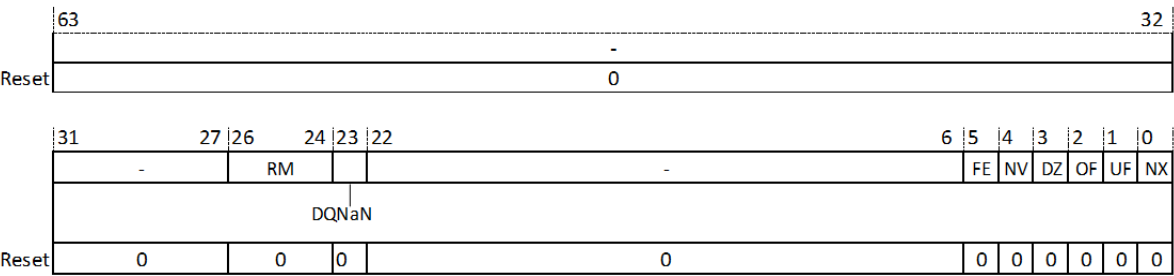 63 32
-
Reset 0
31 27 26 24 23 22 6 5 4 3 2 1 0
- RM - FE NV DZ OF UF NX
DQNaN
Reset 0 0 0 0 0 0 0 0 0 0